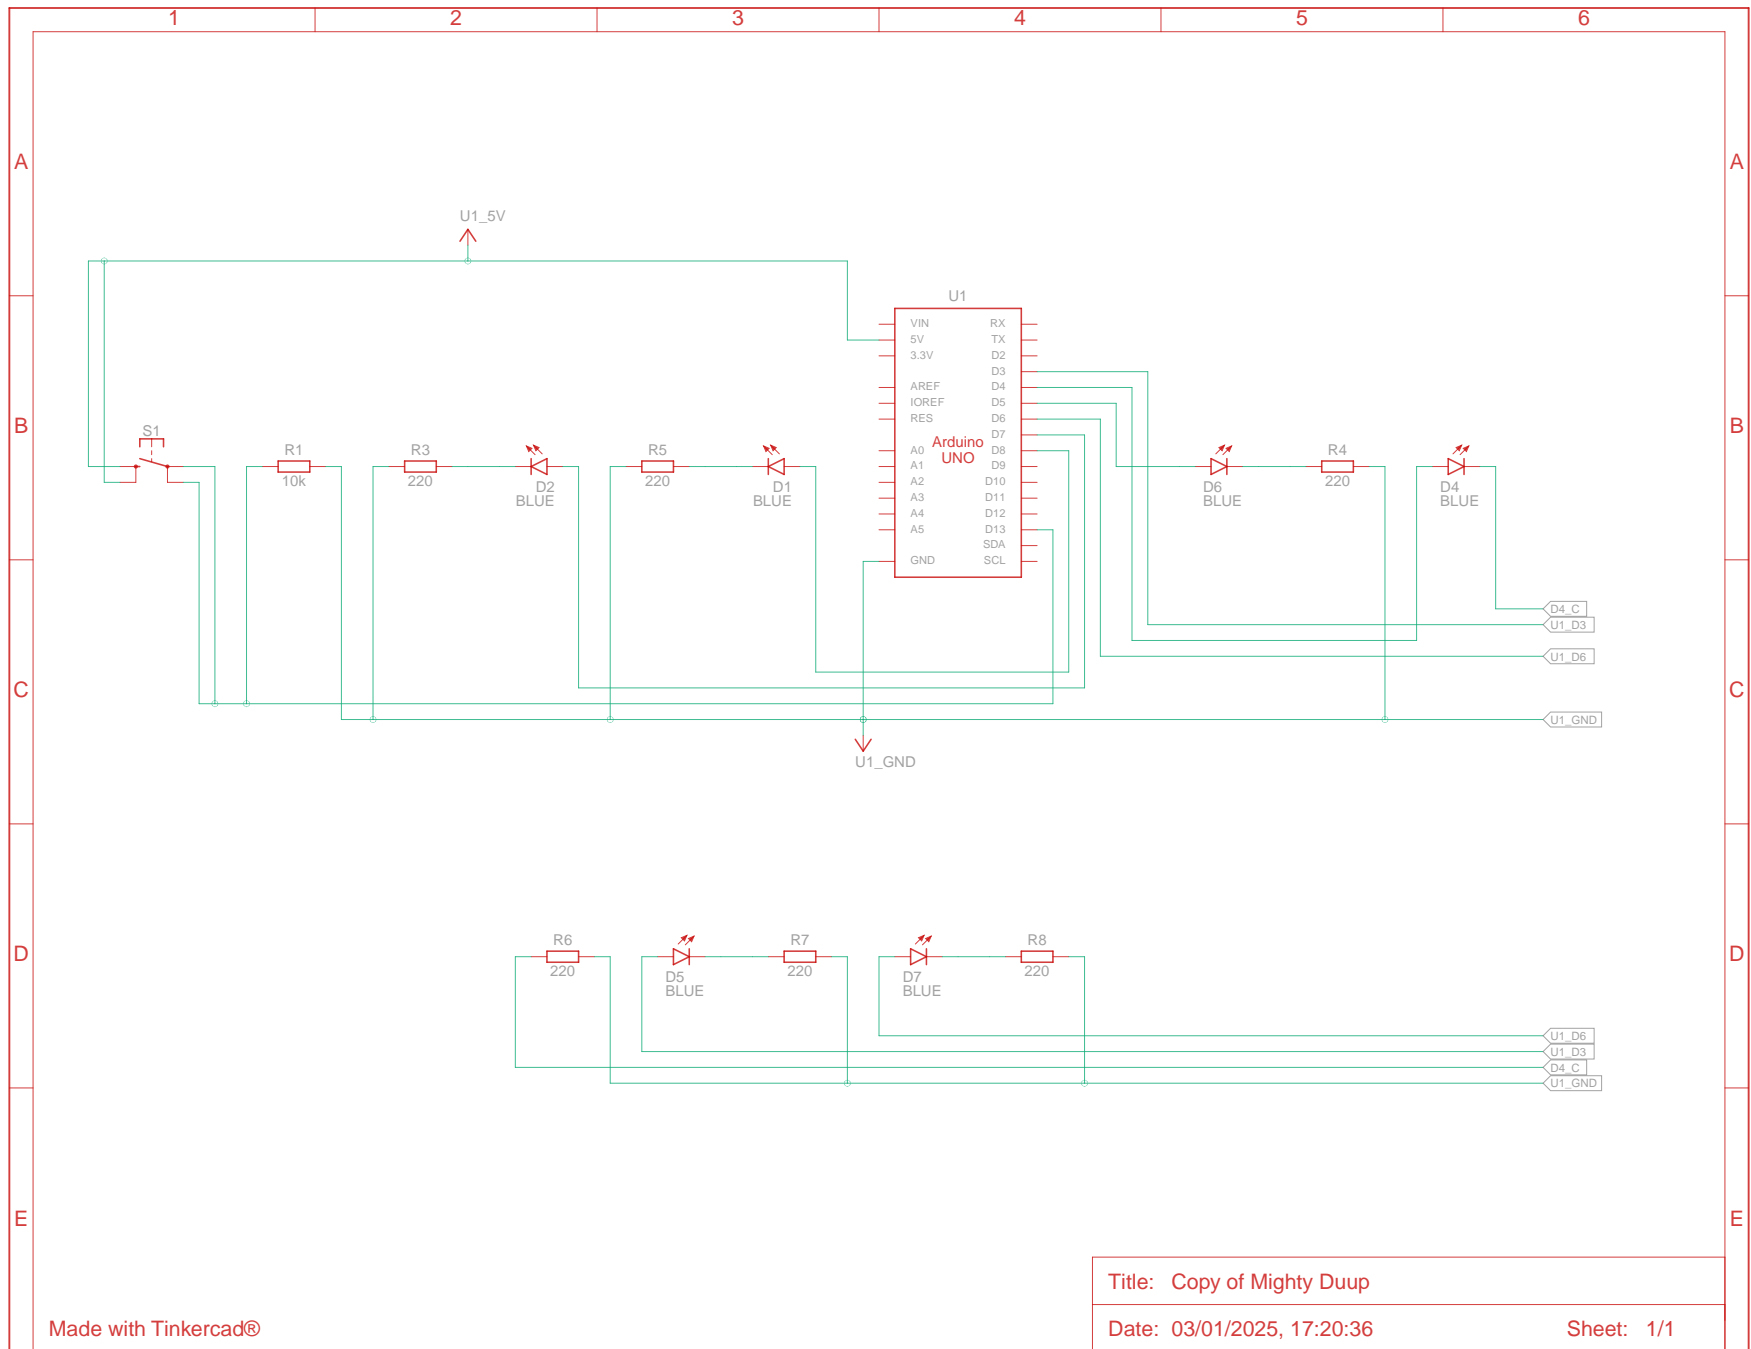 1 2 3 4 5 6
A A
U1_5V
U1
VIN RX
5V TX
3.3V D2
D3
AREF D4
IOREF D5
RES D6
D7
A0 D8
A1 D9
A2 D10
A3 D11
A4 D12
A5 D13
SDA
GND SCL
Arduino
UNO
B B
S1
R1
10k
R3
220
D2
BLUE
R5
220
D1
BLUE
D6
BLUE
R4
220
D4
BLUE
D4_C
U1_D3
U1_D6
C C
U1_GND
U1_GND
D D
R6
220
D5
BLUE
R7
220
D7
BLUE
R8
220
U1_D6
U1_D3
D4_C
U1_GND
E E
Title: Copy of Mighty Duup
Made with Tinkercad®
Date: 03/01/2025, 17:20:36 Sheet: 1/1